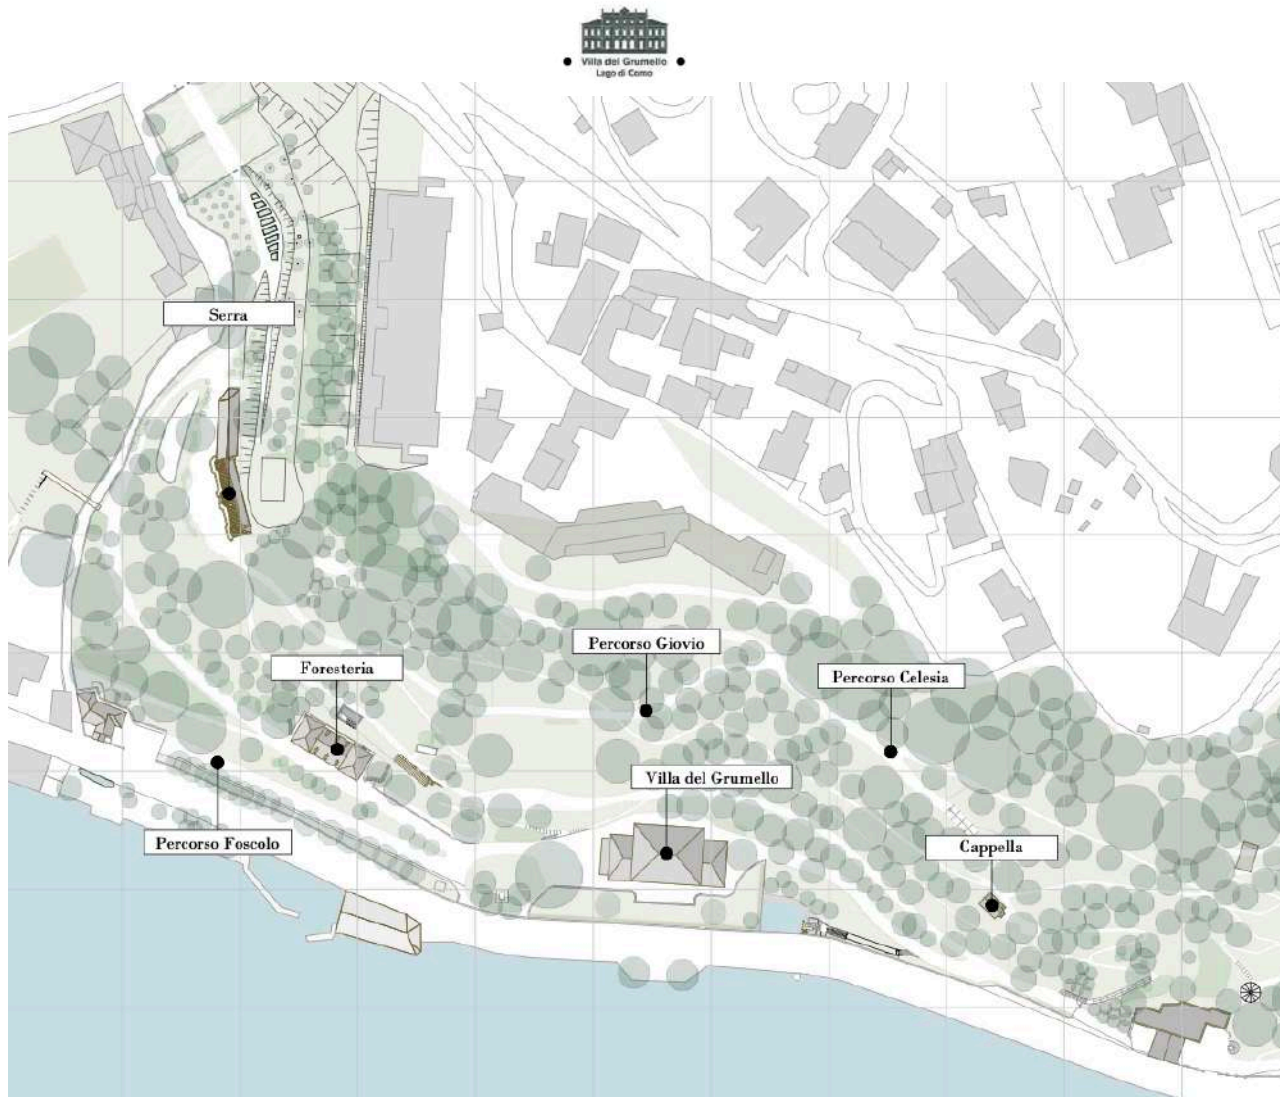 Villa del Grumello
Lago di Como
Serra
Percorso Giovio
Foresteria
Percorso Celesia
Villa del Grumello
Percorso Foscolo
Cappella